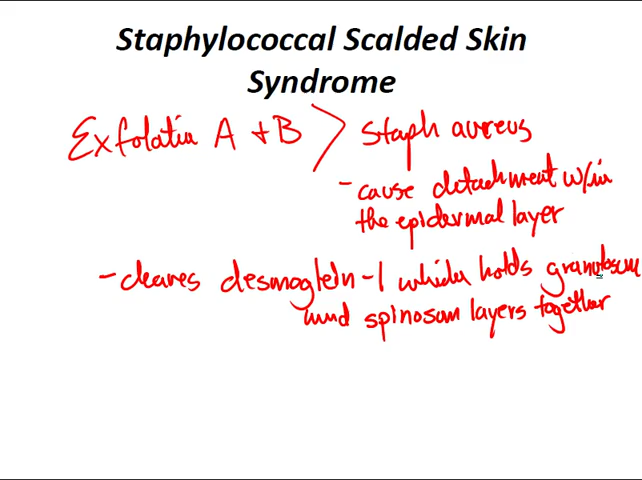 Staphylococcal Scalded Skin
Syndrome
Exfolatin A + B > Staph aureus
- cause detachment w/in
the epidermal layer
- cleaves desmoglein-1 which holds granulosum
and spinosum layers together